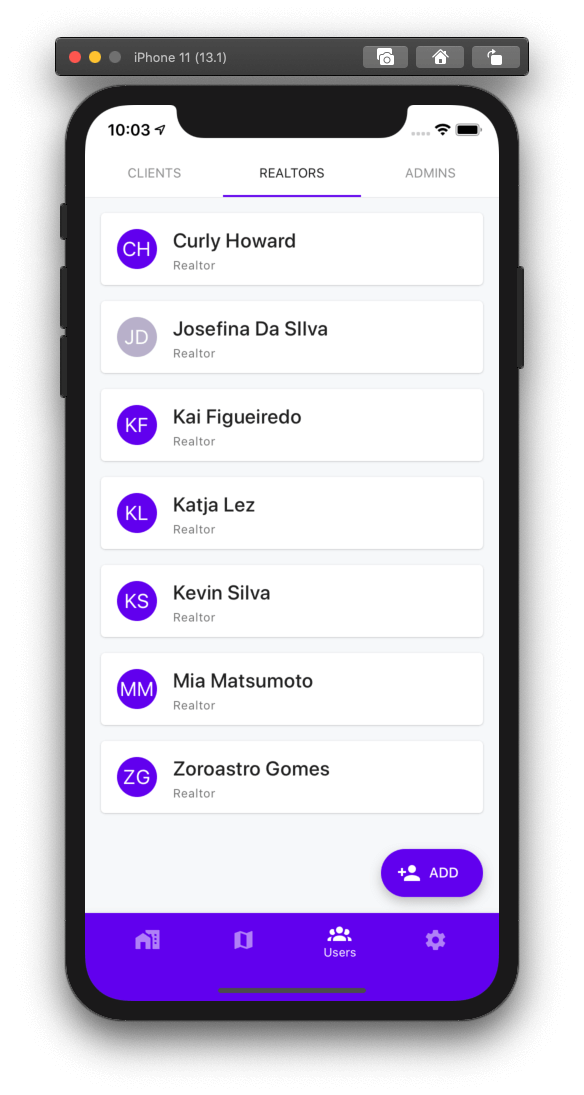 iPhone 11 (13.1)
10:03
CLIENTS REALTORS ADMINS
CH Curly Howard
Realtor
JD Josefina Da SIlva
Realtor
KF Kai Figueiredo
Realtor
KL Katja Lez
Realtor
KS Kevin Silva
Realtor
MM Mia Matsumoto
Realtor
ZG Zoroastro Gomes
Realtor
ADD
Users